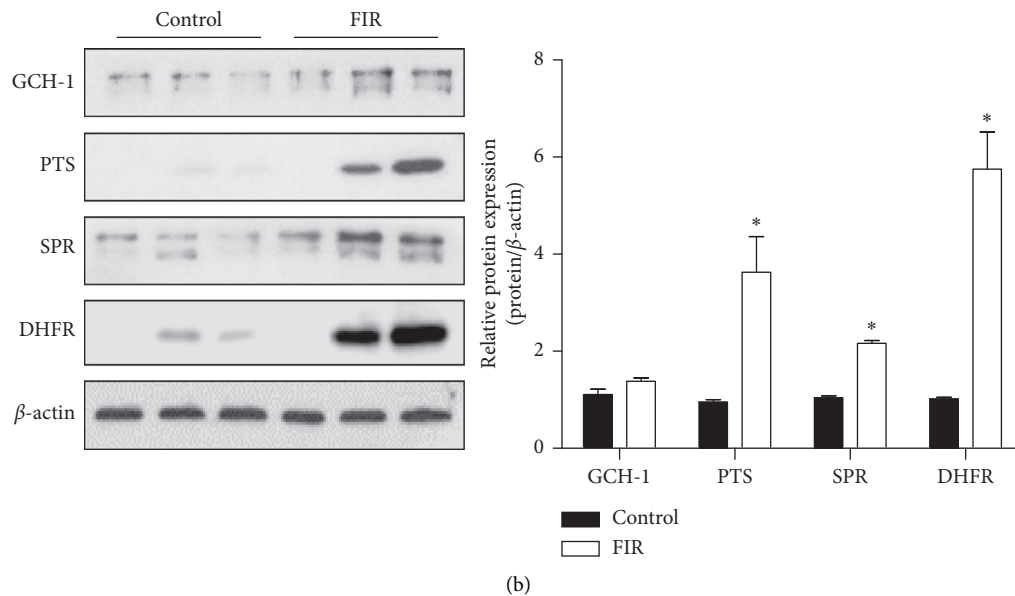 Control FIR
GCH-1
PTS
SPR
DHFR
β-actin
Relative protein expression
(protein/β-actin)
8
6
4
2
0
*
*
*
GCH-1 PTS SPR DHFR
Control
FIR
(b)